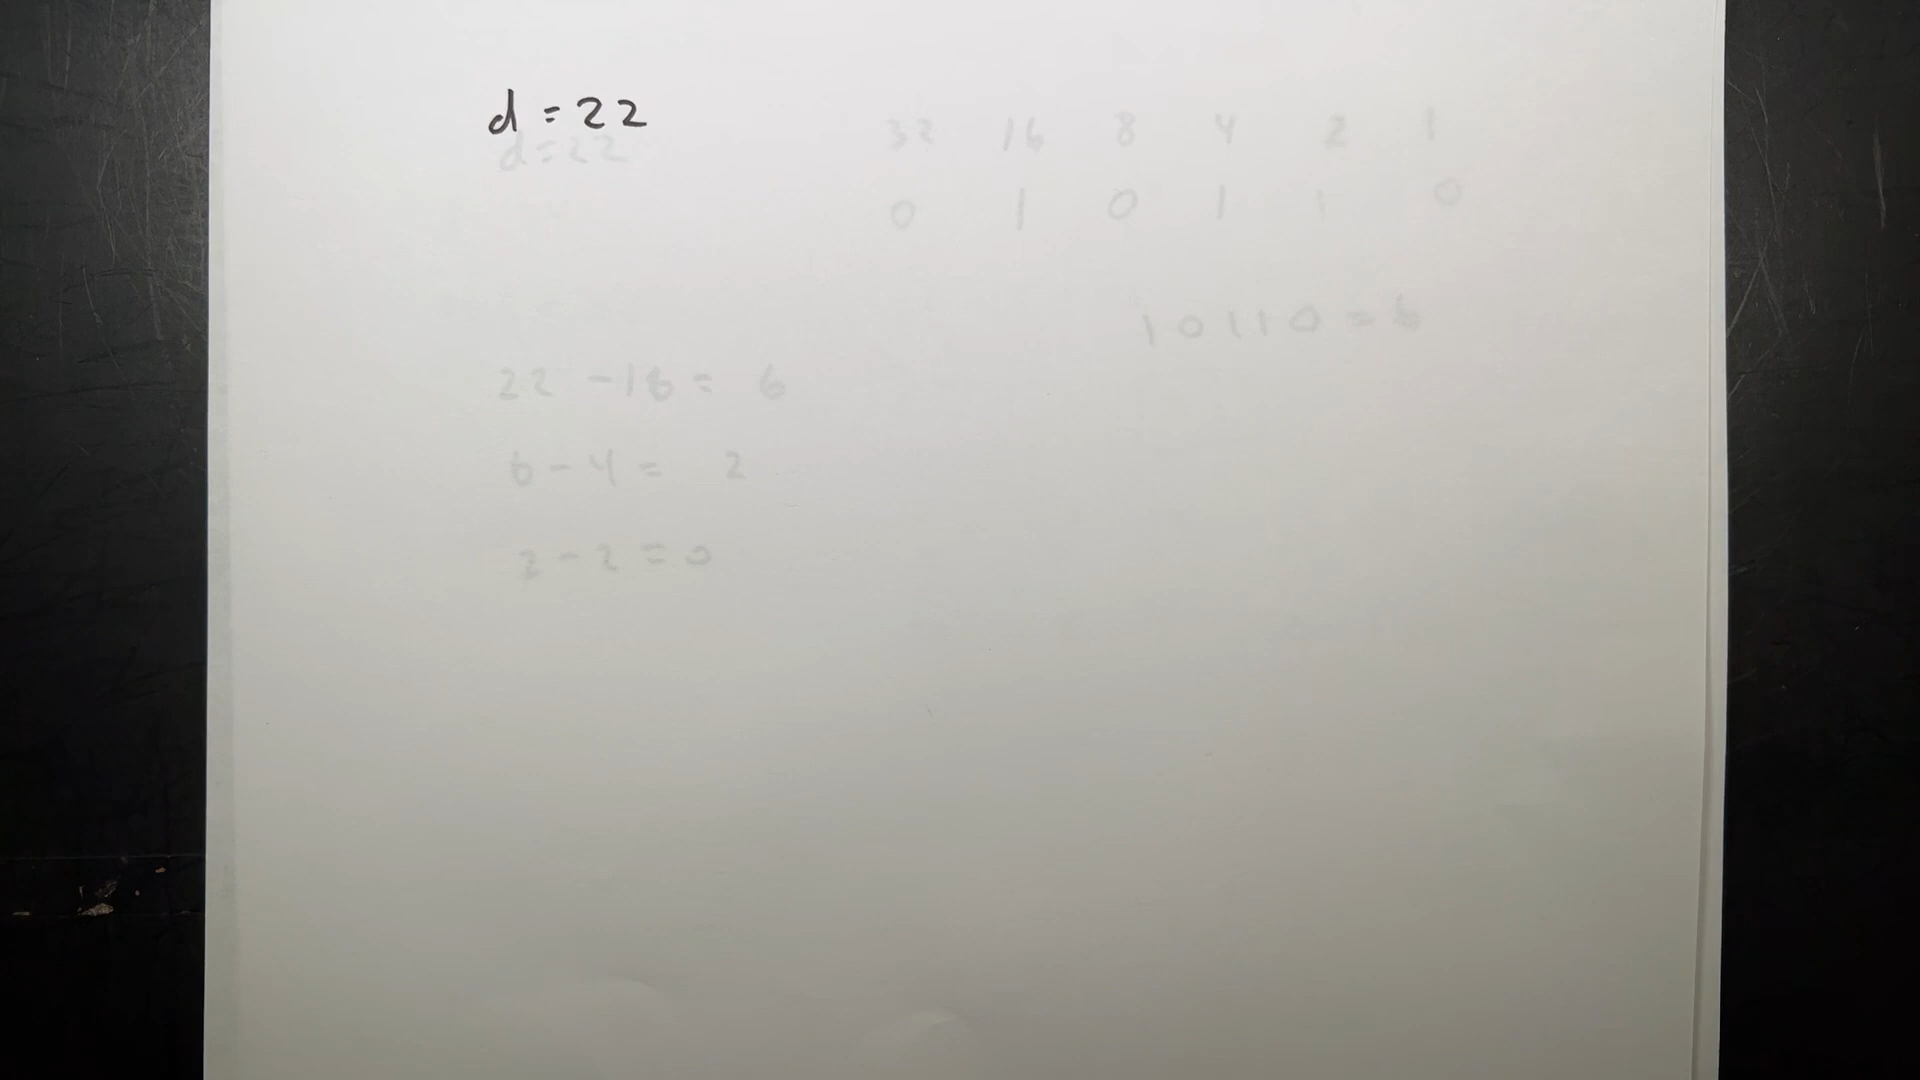 d = 22
d = 22
32 16 8 4 2 1
0 1 0 1 1 0
10110 = b
22 - 16 = 6
6 - 4 = 2
2 - 2 = 0